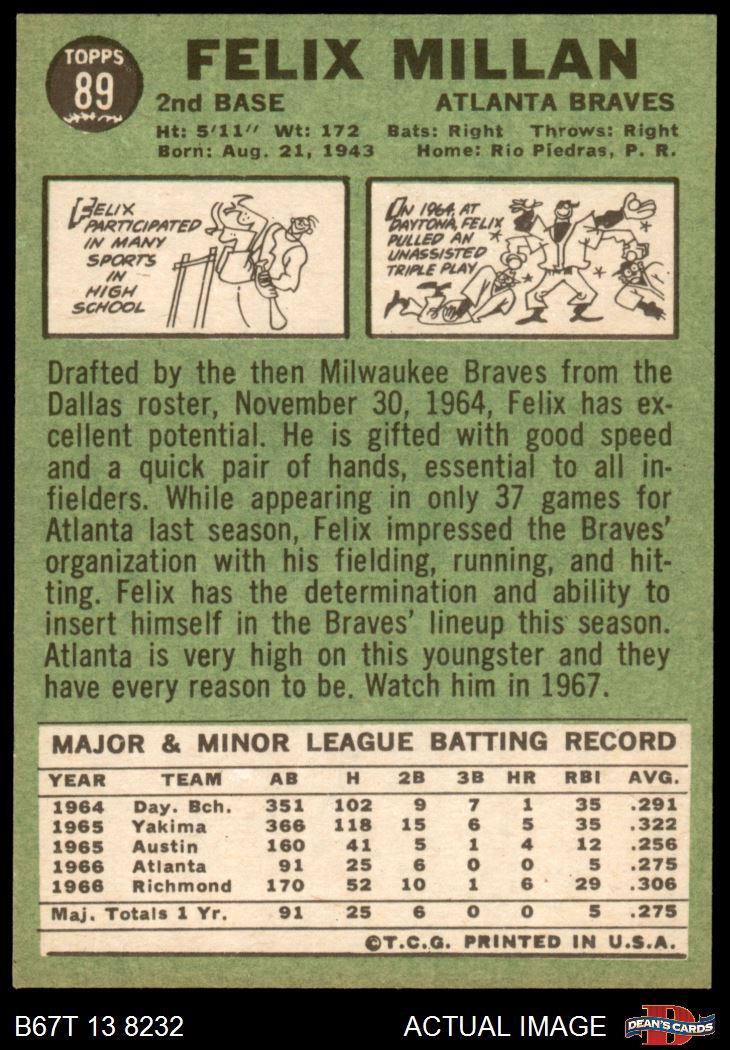 TOPPS
89
FELIX MILLAN
2nd BASE ATLANTA BRAVES
Ht: 5'11" Wt: 172 Bats: Right Throws: Right
Born: Aug. 21, 1943 Home: Rio Piedras, P. R.
FELIX
PARTICIPATED
IN MANY
SPORTS
IN
HIGH
SCHOOL
IN 1964, AT
DAYTONA, FELIX
PULLED AN
UNASSISTED
TRIPLE PLAY
Drafted by the then Milwaukee Braves from the
Dallas roster, November 30, 1964, Felix has ex-
cellent potential. He is gifted with good speed
and a quick pair of hands, essential to all in-
fielders. While appearing in only 37 games for
Atlanta last season, Felix impressed the Braves'
organization with his fielding, running, and hit-
ting. Felix has the determination and ability to
insert himself in the Braves' lineup this season.
Atlanta is very high on this youngster and they
have every reason to be. Watch him in 1967.
MAJOR & MINOR LEAGUE BATTING RECORD
YEAR TEAM AB H 2B 3B HR RBI AVG.
1964 Day. Bch. 351 102 9 7 1 35 .291
1965 Yakima 366 118 15 6 5 35 .322
1965 Austin 160 41 5 1 4 12 .256
1966 Atlanta 91 25 6 0 0 5 .275
1966 Richmond 170 52 10 1 6 29 .306
Maj. Totals 1 Yr. 91 25 6 0 0 5 .275
©T.C.G. PRINTED IN U.S.A.
B67T 13 8232 ACTUAL IMAGE D DEAN'S CARDS